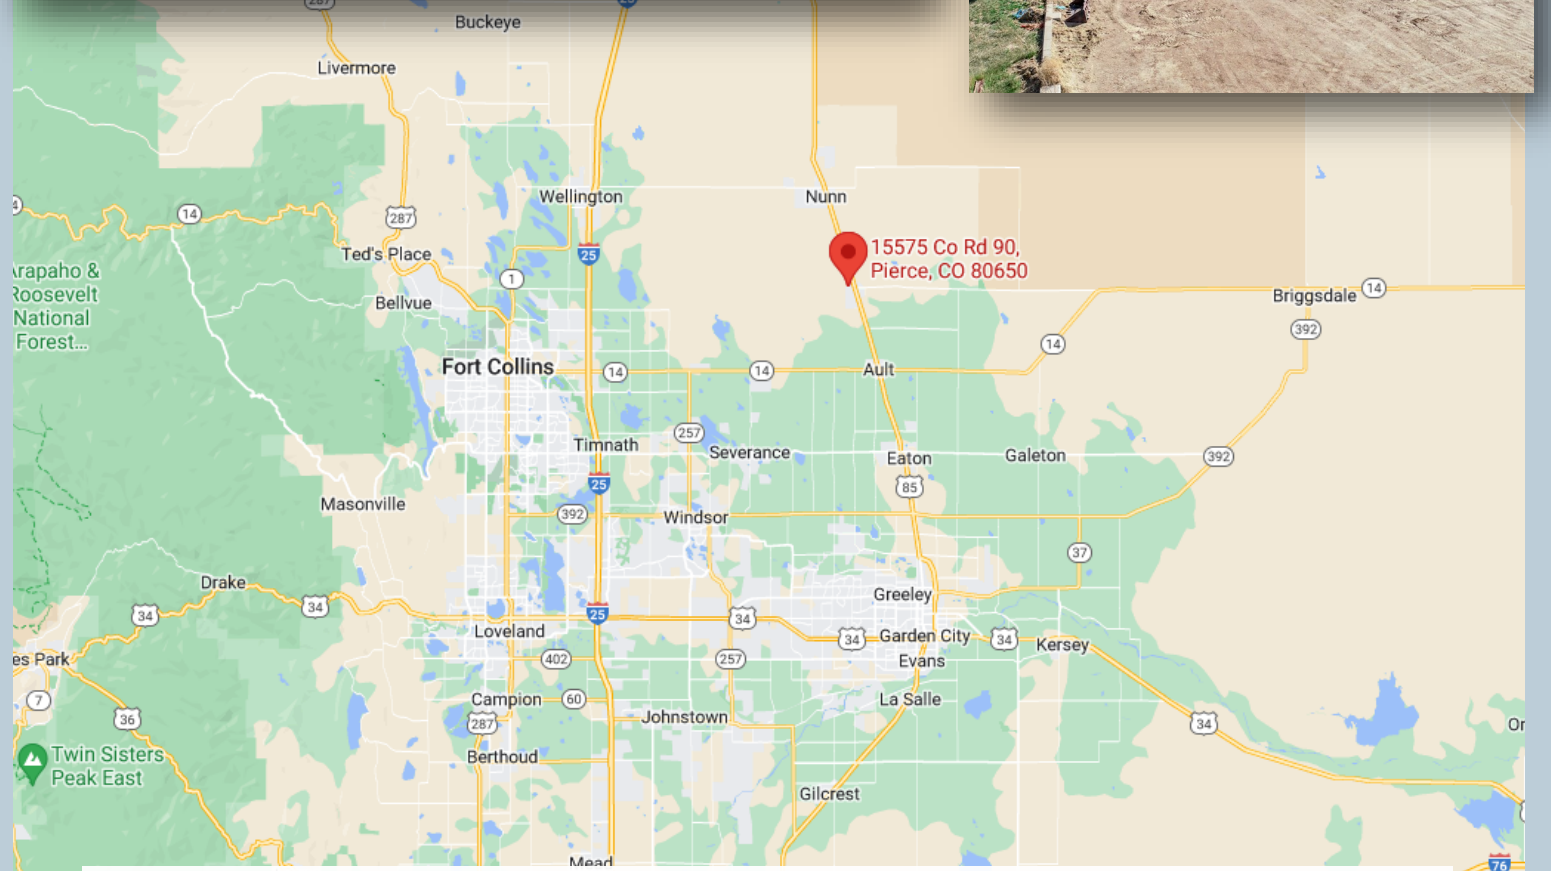 287
25
Buckeye
Livermore
Wellington
Nunn
14
287
Ted's Place
25
15575 Co Rd 90,
Pierce, CO 80650
1
Arapaho &
Roosevelt
National
Forest...
Bellvue
Briggsdale
14
392
14
Fort Collins
14
14
Ault
257
Timnath
Severance
Eaton
Galeton
392
25
85
Masonville
392
Windsor
37
Drake
34
34
25
Greeley
34
Loveland
34
Garden City
34
Kersey
es Park
402
257
Evans
7
Campion
60
La Salle
36
287
Johnstown
34
Twin Sisters
Peak East
Berthoud
Gilcrest
Mead
76